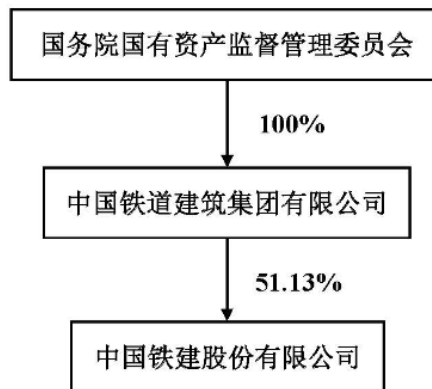 国务院国有资产监督管理委员会
100%
中国铁道建筑集团有限公司
51.13%
中国铁建股份有限公司